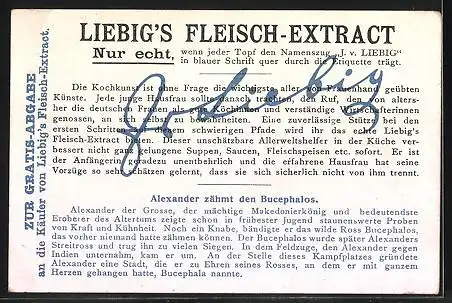 LIEBIG'S FLEISCH-EXTRACT
Nur echt, wenn jeder Topf den Namenszug „J. v. LIEBIG“
in blauer Schrift quer durch die Etiquette trägt.
Die Kochkunst ist ohne Frage die wichtigste aller von Frauenhand geübten
Künste. Jede junge Hausfrau sollte den Ruf, den von alters-
her die deutschen Frauen als Köchinnen und verständige Wirtschafterinnen
genossen, an sich zu bewahrheiten. Eine zuverlässige Stütze bei den
ersten Schritten auf dem schwierigen Pfade wird ihr das echte Liebig's
Fleisch-Extract bieten. Dieser unschätzbare Allerweltshelfer in der Küche ver-
bessert nicht ganz gelungene Suppen, Saucen, Fleischspeisen etc. sofort. Er ist
der Anfängerin geradezu unentbehrlich und die erfahrene Hausfrau hat seine
Vorzüge so sehr schätzen gelernt, dass sie sich sicherlich nicht von ihm trennt.
JvLiebig
Alexander zähmt den Bucephalos.
Alexander der Grosse, der mächtige Makedonierkönig und bedeutendste
Eroberer des Altertums zeigte schon in frühester Jugend staunenswerte Proben
von Kraft und Kühnheit. Noch ein Knabe, bändigte er das wilde Ross Bucephalos,
das vorher niemand hatte zähmen können. Der Bucephalos wurde später Alexanders
Streitross und trug ihn zu vielen Siegen. In dem Feldzuge, den Alexander gegen
Indien unternahm, kam er um. An der Stelle dieses Kampfplatzes gründete
Alexander eine Stadt, die er zu Ehren seines Rosses, an dem er mit ganzem
Herzen gehangen hatte, Bucephala nannte.
ZUR GRATIS-ABGABE
an die Käufer von Liebig's Fleisch-Extract.